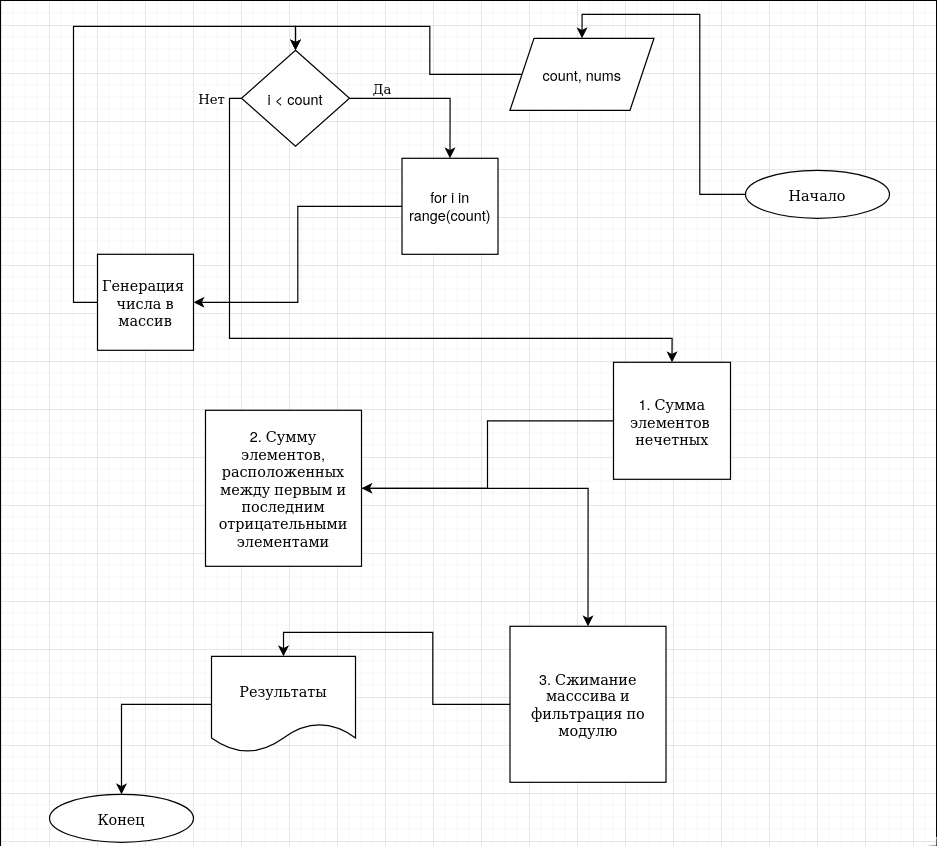 count, nums
Да
Нет
i < count
Начало
for i in
range(count)
Генерация
числа в
массив
1. Сумма
элементов
нечетных
2. Сумму
элементов,
расположенных
между первым и
последним
отрицательными
элементами
3. Сжимание
масссива и
фильтрация по
модулю
Результаты
Конец